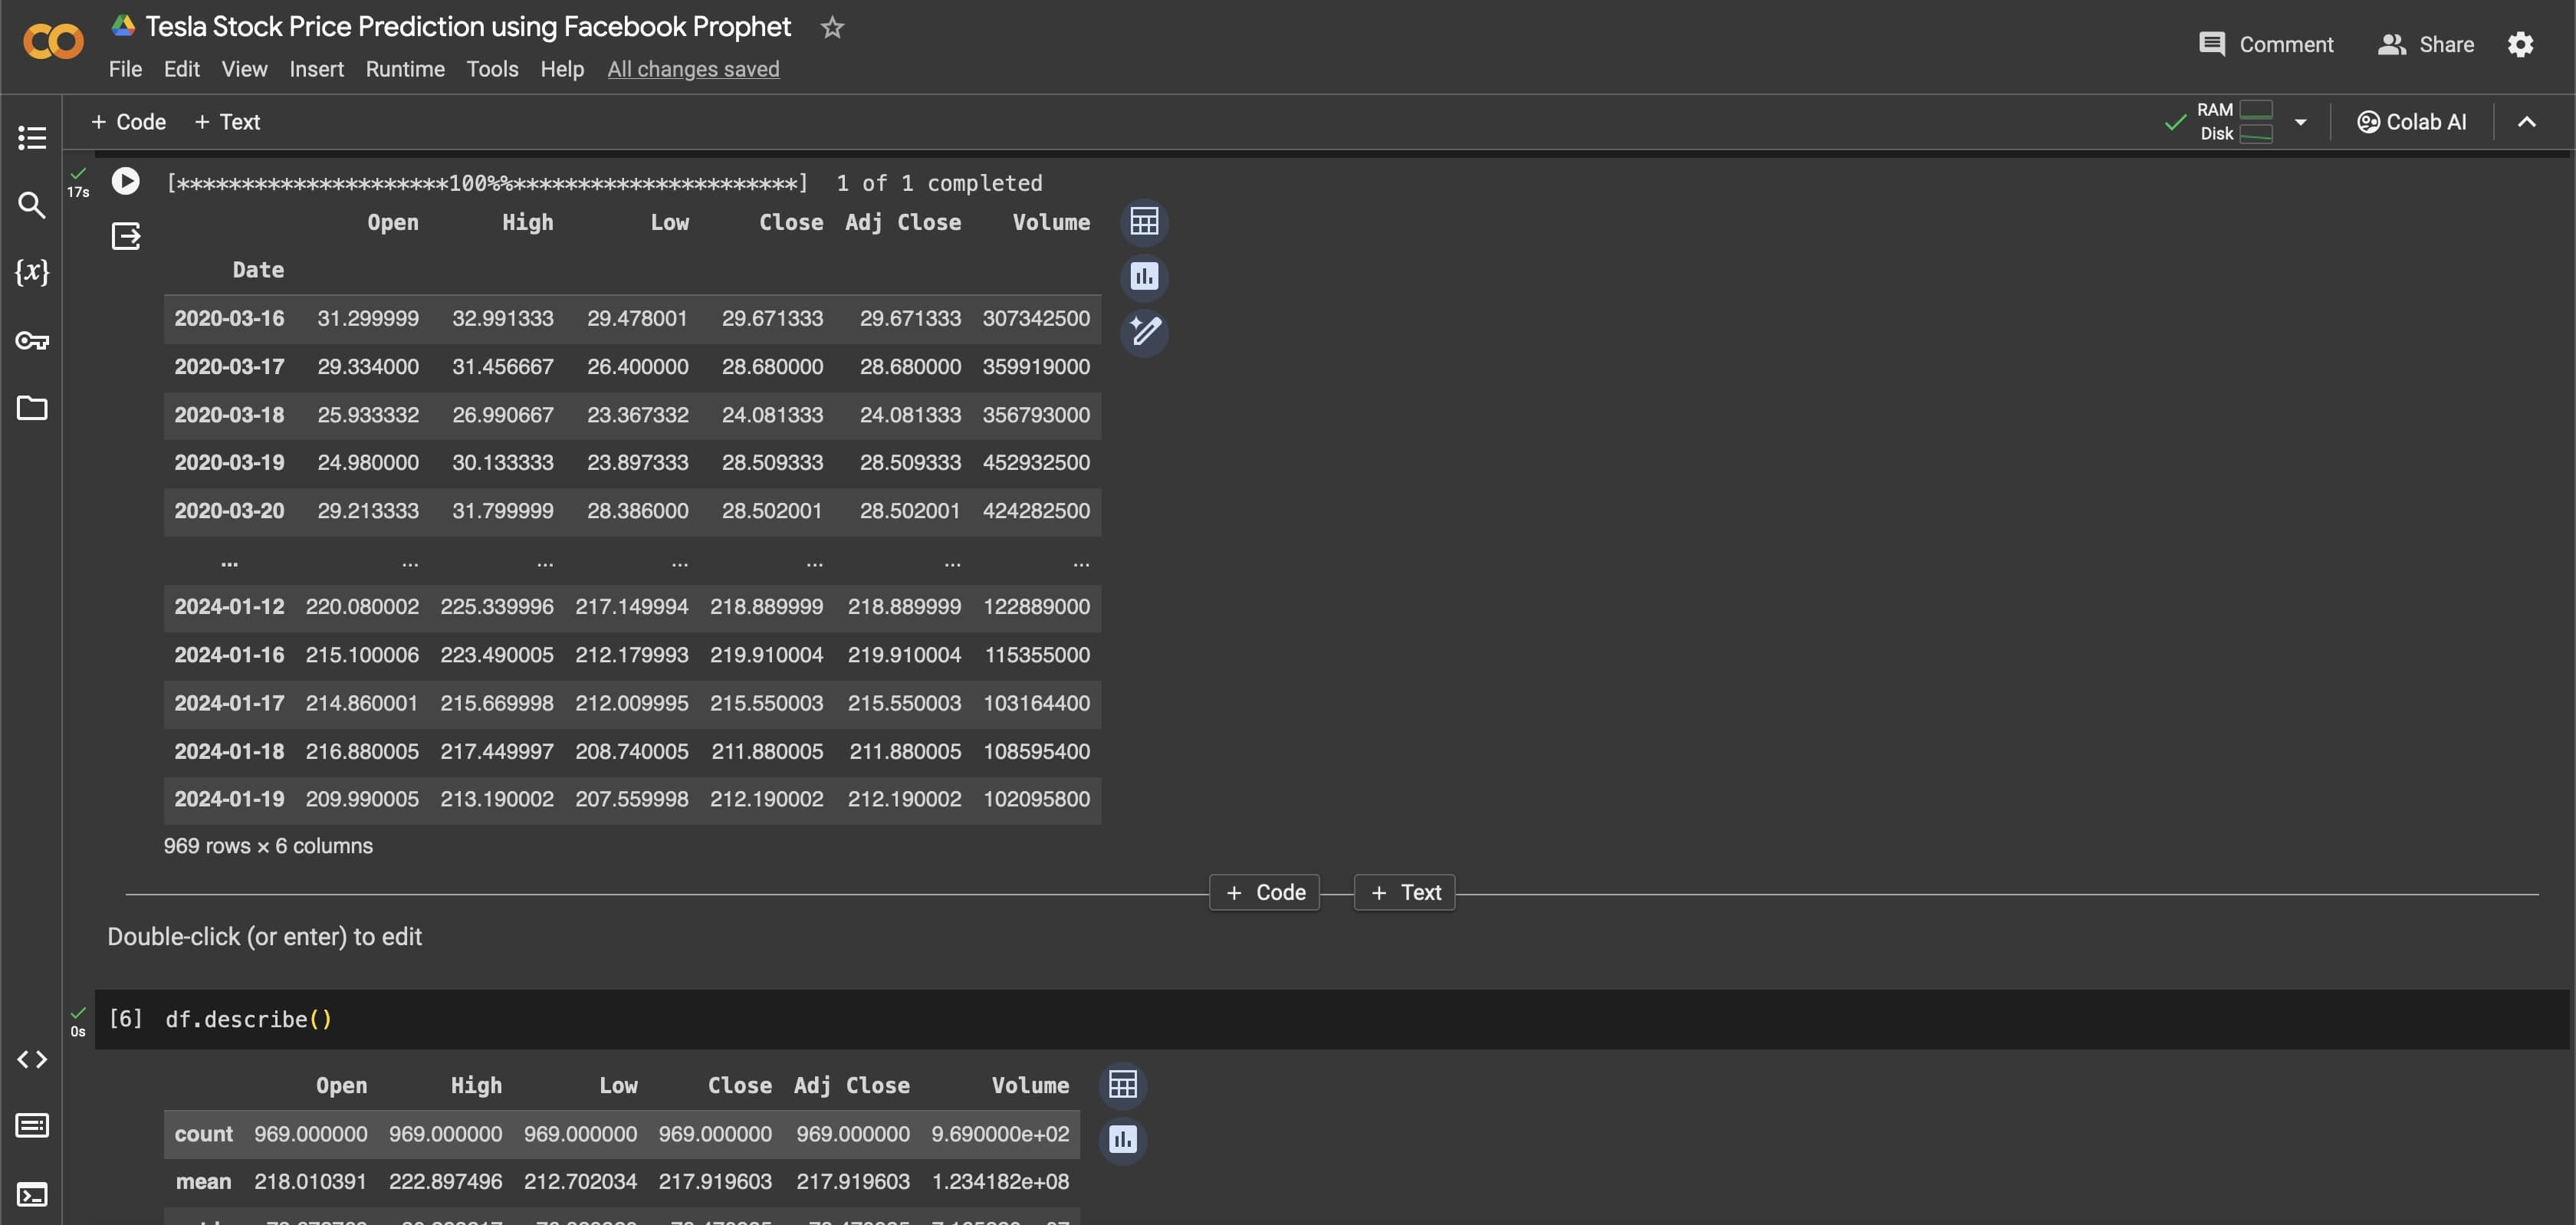 Tesla Stock Price Prediction using Facebook Prophet
File Edit View Insert Runtime Tools Help All changes saved
Comment Share
+ Code + Text
RAM
Disk
Colab AI
17s
[*********************100%%**********************] 1 of 1 completed
Open High Low Close Adj Close Volume
Date
2020-03-16 31.299999 32.991333 29.478001 29.671333 29.671333 307342500
2020-03-17 29.334000 31.456667 26.400000 28.680000 28.680000 359919000
2020-03-18 25.933332 26.990667 23.367332 24.081333 24.081333 356793000
2020-03-19 24.980000 30.133333 23.897333 28.509333 28.509333 452932500
2020-03-20 29.213333 31.799999 28.386000 28.502001 28.502001 424282500
... ... ... ... ... ... ...
2024-01-12 220.080002 225.339996 217.149994 218.889999 218.889999 122889000
2024-01-16 215.100006 223.490005 212.179993 219.910004 219.910004 115355000
2024-01-17 214.860001 215.669998 212.009995 215.550003 215.550003 103164400
2024-01-18 216.880005 217.449997 208.740005 211.880005 211.880005 108595400
2024-01-19 209.990005 213.190002 207.559998 212.190002 212.190002 102095800
969 rows × 6 columns
+ Code + Text
Double-click (or enter) to edit
0s
[6] df.describe()
Open High Low Close Adj Close Volume
count 969.000000 969.000000 969.000000 969.000000 969.000000 9.690000e+02
mean 218.010391 222.897496 212.702034 217.919603 217.919603 1.234182e+08